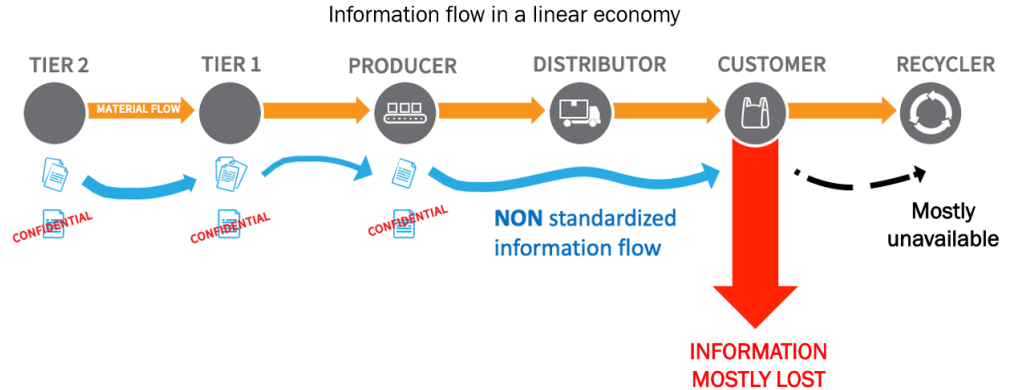 Information flow in a linear economy
TIER 2
TIER 1
PRODUCER
DISTRIBUTOR
CUSTOMER
RECYCLER
MATERIAL FLOW
CONFIDENTIAL
CONFIDENTIAL
CONFIDENTIAL
NON standardized
information flow
Mostly
unavailable
INFORMATION
MOSTLY LOST